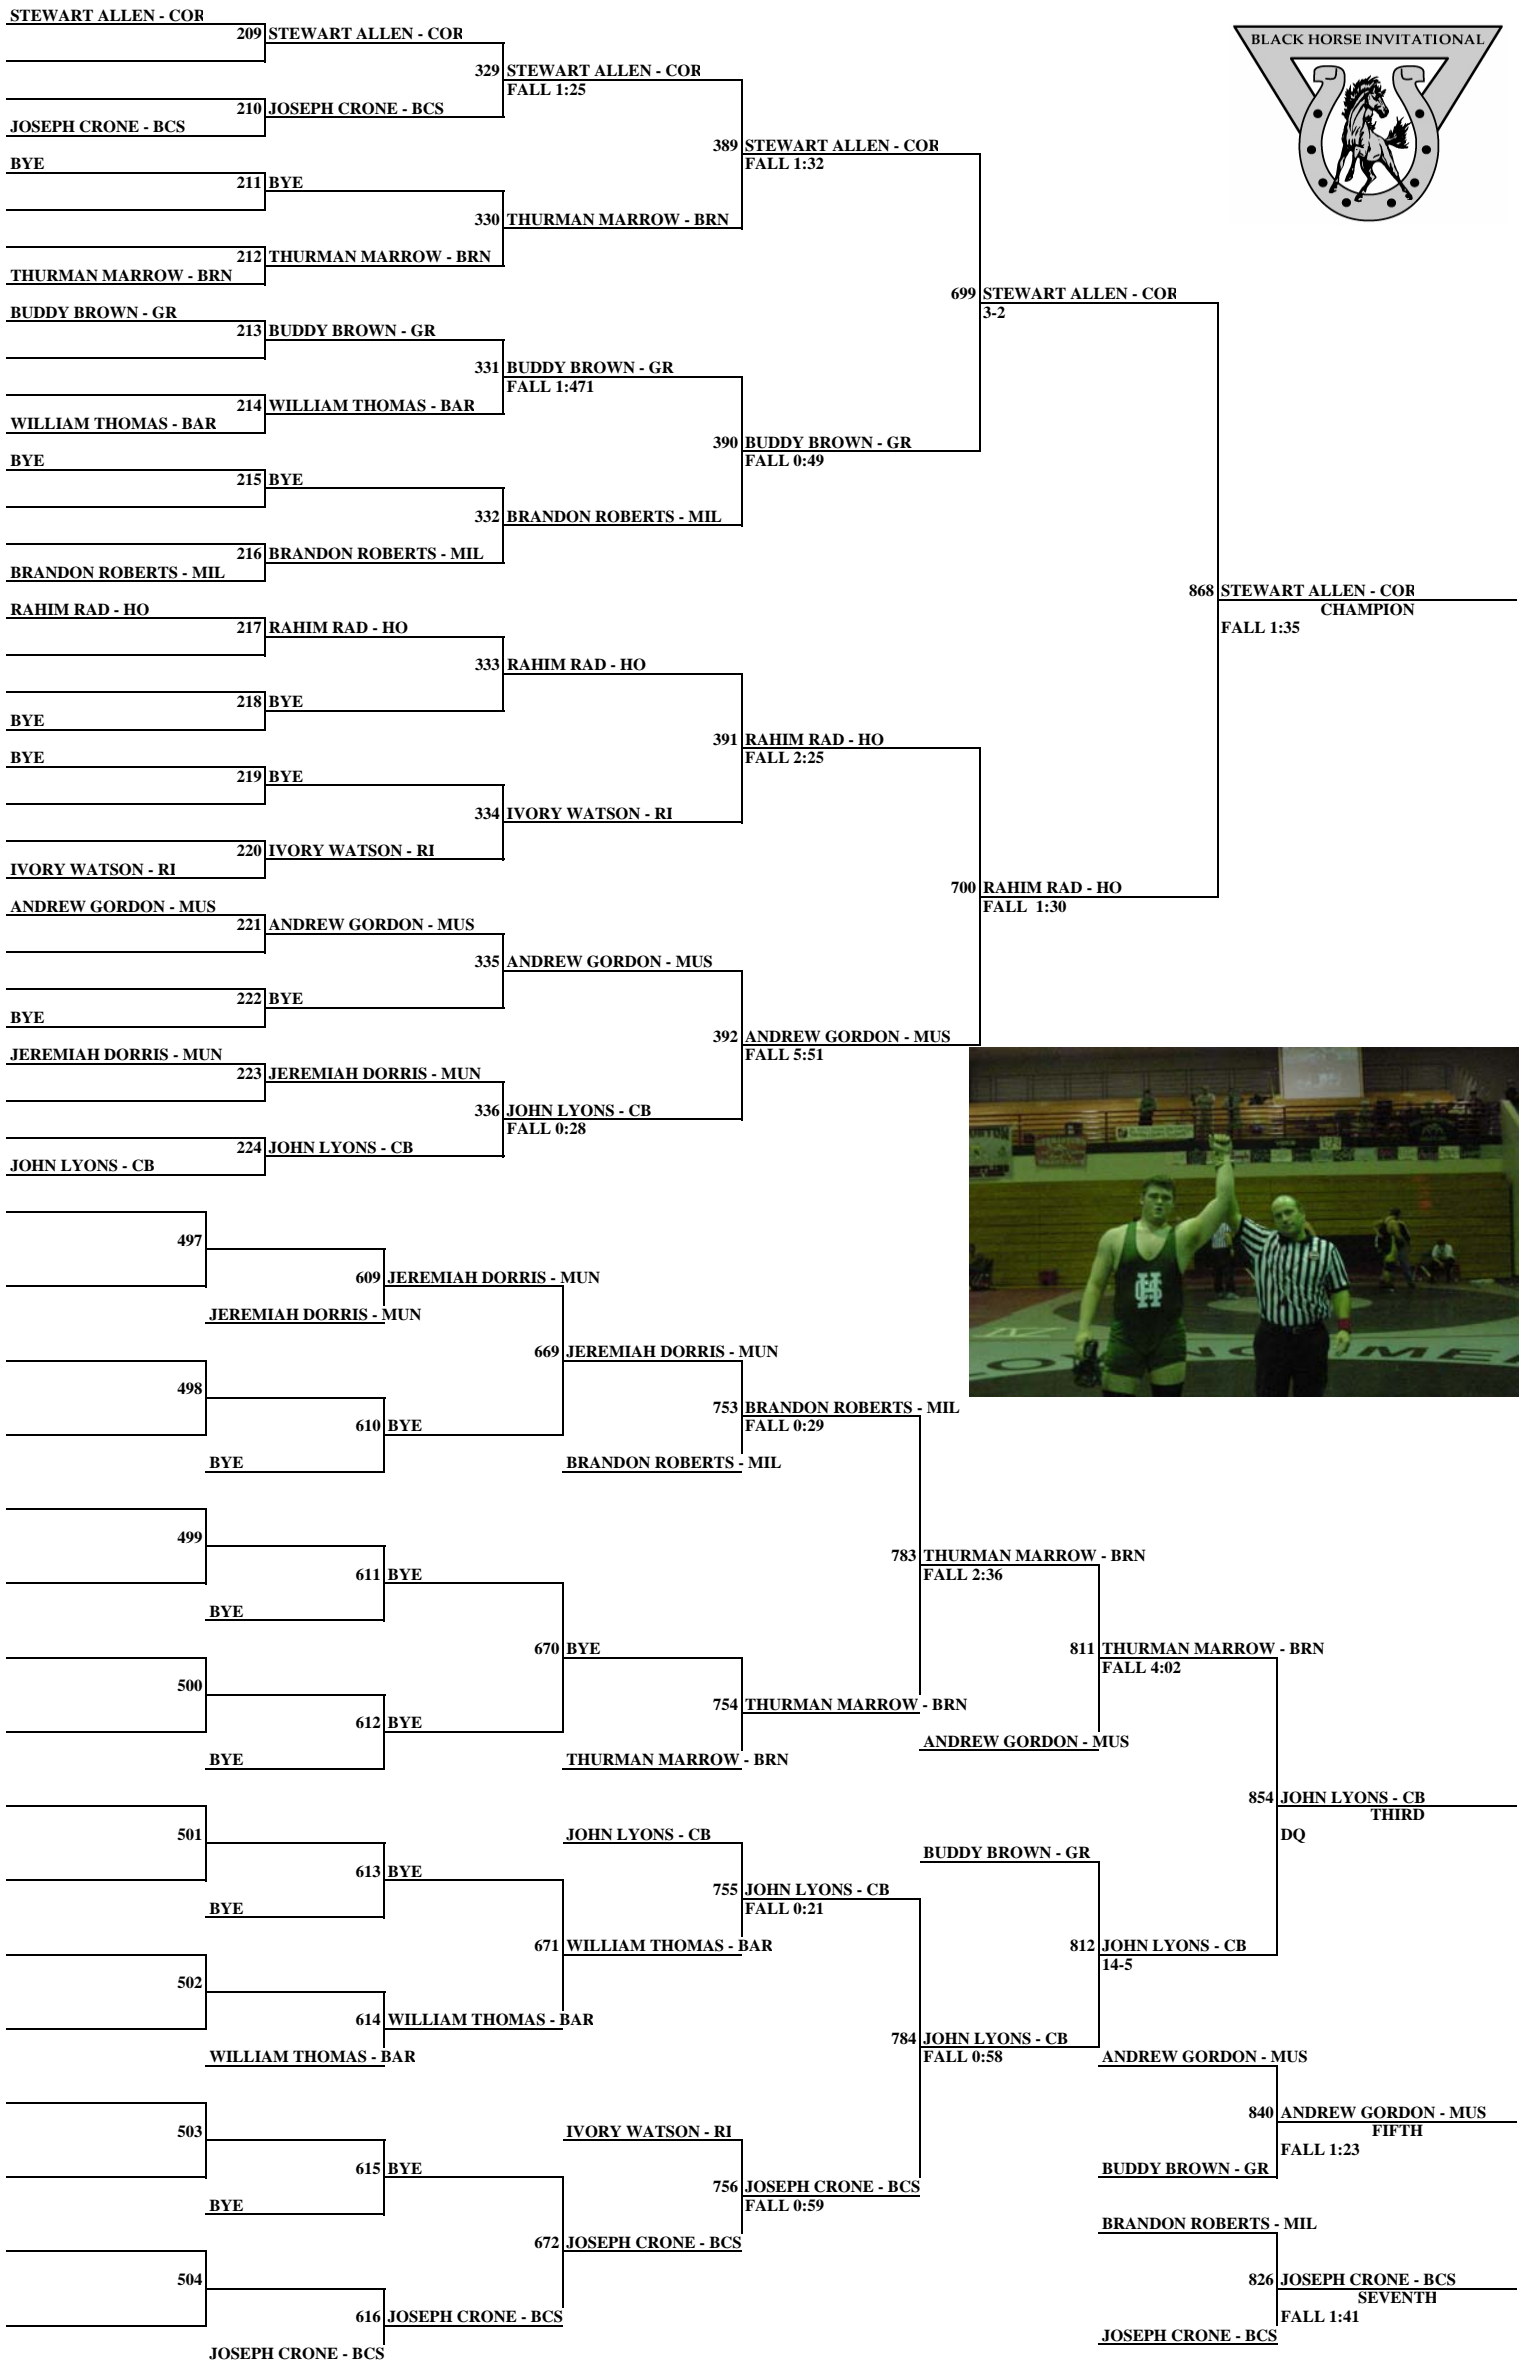 STEWART ALLEN - COR
209 STEWART ALLEN - COR
BLACK HORSE INVITATIONAL
329 STEWART ALLEN - COR
FALL 1:25
210 JOSEPH CRONE - BCS
JOSEPH CRONE - BCS
389 STEWART ALLEN - COR
FALL 1:32
BYE
211 BYE
330 THURMAN MARROW - BRN
212 THURMAN MARROW - BRN
THURMAN MARROW - BRN
699 STEWART ALLEN - COR
3-2
BUDDY BROWN - GR
213 BUDDY BROWN - GR
331 BUDDY BROWN - GR
FALL 1:471
214 WILLIAM THOMAS - BAR
WILLIAM THOMAS - BAR
390 BUDDY BROWN - GR
FALL 0:49
BYE
215 BYE
332 BRANDON ROBERTS - MIL
216 BRANDON ROBERTS - MIL
BRANDON ROBERTS - MIL
868 STEWART ALLEN - COR
CHAMPION
FALL 1:35
RAHIM RAD - HO
217 RAHIM RAD - HO
333 RAHIM RAD - HO
218 BYE
BYE
391 RAHIM RAD - HO
FALL 2:25
BYE
219 BYE
334 IVORY WATSON - RI
220 IVORY WATSON - RI
IVORY WATSON - RI
700 RAHIM RAD - HO
FALL 1:30
ANDREW GORDON - MUS
221 ANDREW GORDON - MUS
335 ANDREW GORDON - MUS
222 BYE
BYE
392 ANDREW GORDON - MUS
FALL 5:51
JEREMIAH DORRIS - MUN
223 JEREMIAH DORRIS - MUN
336 JOHN LYONS - CB
FALL 0:28
224 JOHN LYONS - CB
JOHN LYONS - CB
497
609 JEREMIAH DORRIS - MUN
JEREMIAH DORRIS - MUN
669 JEREMIAH DORRIS - MUN
498
753 BRANDON ROBERTS - MIL
FALL 0:29
610 BYE
BYE
BRANDON ROBERTS - MIL
499
783 THURMAN MARROW - BRN
FALL 2:36
611 BYE
BYE
670 BYE
811 THURMAN MARROW - BRN
FALL 4:02
500
754 THURMAN MARROW - BRN
612 BYE
ANDREW GORDON - MUS
BYE
THURMAN MARROW - BRN
854 JOHN LYONS - CB
THIRD
DQ
501
JOHN LYONS - CB
BUDDY BROWN - GR
613 BYE
755 JOHN LYONS - CB
FALL 0:21
BYE
671 WILLIAM THOMAS - BAR
812 JOHN LYONS - CB
14-5
502
614 WILLIAM THOMAS - BAR
784 JOHN LYONS - CB
FALL 0:58
WILLIAM THOMAS - BAR
ANDREW GORDON - MUS
840 ANDREW GORDON - MUS
FIFTH
FALL 1:23
503
IVORY WATSON - RI
615 BYE
BUDDY BROWN - GR
756 JOSEPH CRONE - BCS
FALL 0:59
BYE
BRANDON ROBERTS - MIL
672 JOSEPH CRONE - BCS
504
826 JOSEPH CRONE - BCS
SEVENTH
FALL 1:41
616 JOSEPH CRONE - BCS
JOSEPH CRONE - BCS
JOSEPH CRONE - BCS